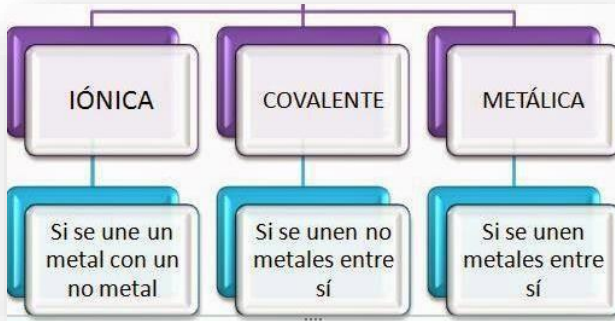 IÓNICA
COVALENTE
METÁLICA
Si se une un
metal con un
no metal
Si se unen no
metales entre
sí
Si se unen
metales entre
sí